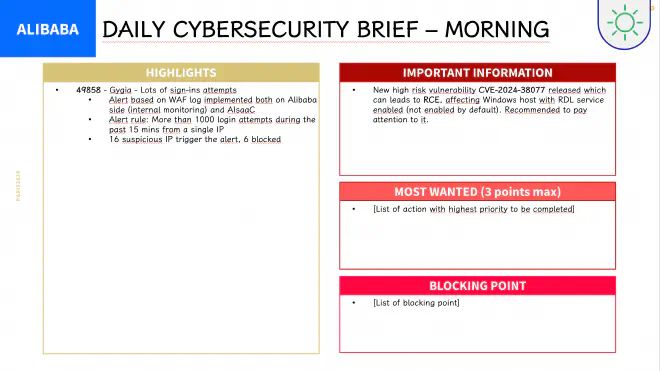 ALIBABA
DAILY CYBERSECURITY BRIEF – MORNING
HIGHLIGHTS
• 49858 - Gygia - Lots of sign-ins attempts
• Alert based on WAF log implemented both on Alibaba
side (internal monitoring) and AIsaaC
• Alert rule: More than 1000 login attempts during the
past 15 mins from a single IP
• 16 suspicious IP trigger the alert, 6 blocked
IMPORTANT INFORMATION
• New high risk vulnerability CVE-2024-38077 released which
can leads to RCE, affecting Windows host with RDL service
enabled (not enabled by default). Recommended to pay
attention to it.
MOST WANTED (3 points max)
• [List of action with highest priority to be completed]
BLOCKING POINT
• [List of blocking point]